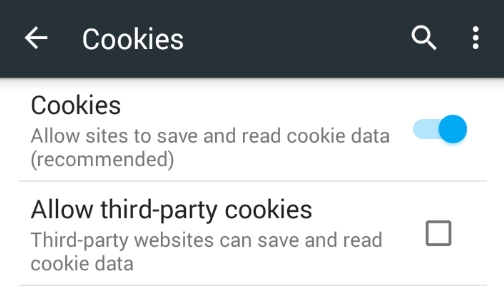 Cookies
Cookies
Allow sites to save and read cookie data
(recommended)
Allow third-party cookies
Third-party websites can save and read
cookie data